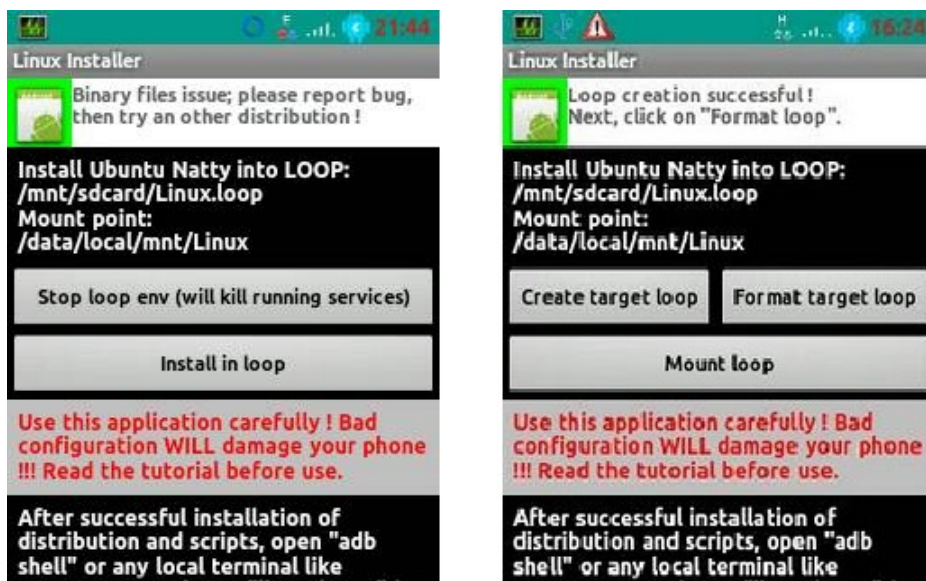 21:44
Linux Installer
Binary files issue; please report bug,
then try an other distribution !
Install Ubuntu Natty into LOOP:
/mnt/sdcard/Linux.loop
Mount point:
/data/local/mnt/Linux
Stop loop env (will kill running services)
Install in loop
Use this application carefully ! Bad
configuration WILL damage your phone
!!! Read the tutorial before use.
After successful installation of
distribution and scripts, open "adb
shell" or any local terminal like
H
16:24
Linux Installer
Loop creation successful !
Next, click on "Format loop".
Install Ubuntu Natty into LOOP:
/mnt/sdcard/Linux.loop
Mount point:
/data/local/mnt/Linux
Create target loop
Format target loop
Mount loop
Use this application carefully ! Bad
configuration WILL damage your phone
!!! Read the tutorial before use.
After successful installation of
distribution and scripts, open "adb
shell" or any local terminal like